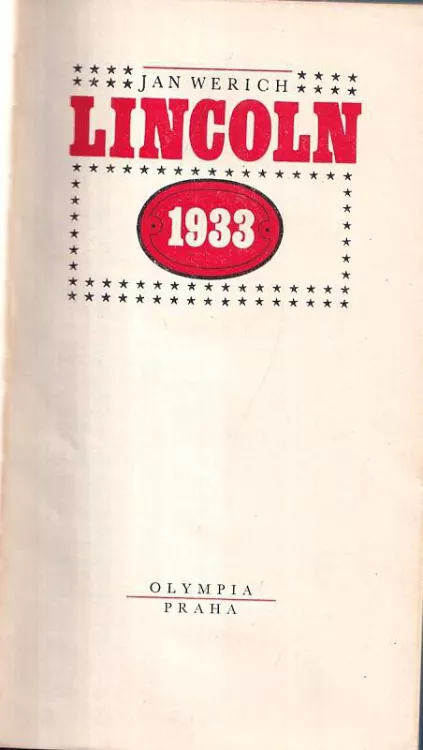 JAN WERICH
LINCOLN
1933
OLYMPIA
PRAHA